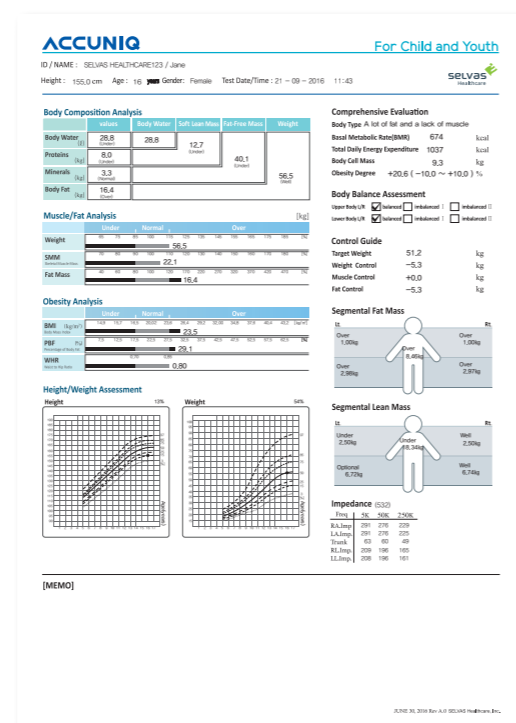 ACCUNIQ
For Child and Youth
ID / NAME : SELVAS HEALTHCARE123 / Jane
Height : 155,0 cm Age : 16 Gender: Female Test Date/Time : 21 – 09 – 2016 11:43
SELVAS
Healthcare
Body Composition Analysis
values Body Water Soft Lean Mass Fat-Free Mass Weight
Body Water [ℓ] 28,8 (Under) 28,8 12,7 (Under) 40,1 (Under) 56,5 (Well)
Proteins [kg] 8,0 (Under)
Minerals [kg] 3,3 (Normal)
Body Fat [kg] 16,4 (Over)
Muscle/Fat Analysis [kg]
Under Normal Over
Weight 56,5
SMM 22,1
Fat Mass 16,4
Obesity Analysis
Under Normal Over
BMI (kg/m²) 23,5
PBF [%] 29,1
WHR 0,80
Height/Weight Assessment
Height 13% Weight 54%
Comprehensive Evaluation
Body Type A lot of fat and a lack of muscle
Basal Metabolic Rate(BMR) 674 kcal
Total Daily Energy Expenditure 1037 kcal
Body Cell Mass 9,3 kg
Obesity Degree +20,6 ( −10,0 ~ +10,0 ) %
Body Balance Assessment
Upper Body L/R balanced imbalanced I imbalanced II
Lower Body L/R balanced imbalanced I imbalanced II
Control Guide
Target Weight 51,2 kg
Weight Control −5,3 kg
Muscle Control +0,0 kg
Fat Control −5,3 kg
Segmental Fat Mass
Lt. Rt.
Over 1,00kg Over 1,00kg
Over 8,46kg
Over 2,98kg Over 2,97kg
Segmental Lean Mass
Lt. Rt.
Under 2,50kg Well 2,50kg
Under 18,34kg
Optional 6,72kg Well 6,74kg
Impedance (532)
Freq 5K 50K 250K
RA.Imp 291 276 229
LA.Imp. 291 276 225
Trunk 63 60 49
RL.Imp. 209 196 165
LL.Imp. 208 196 161
[MEMO]
JUNE 30, 2016 Rev A.0 SELVAS Healthcare, Inc.